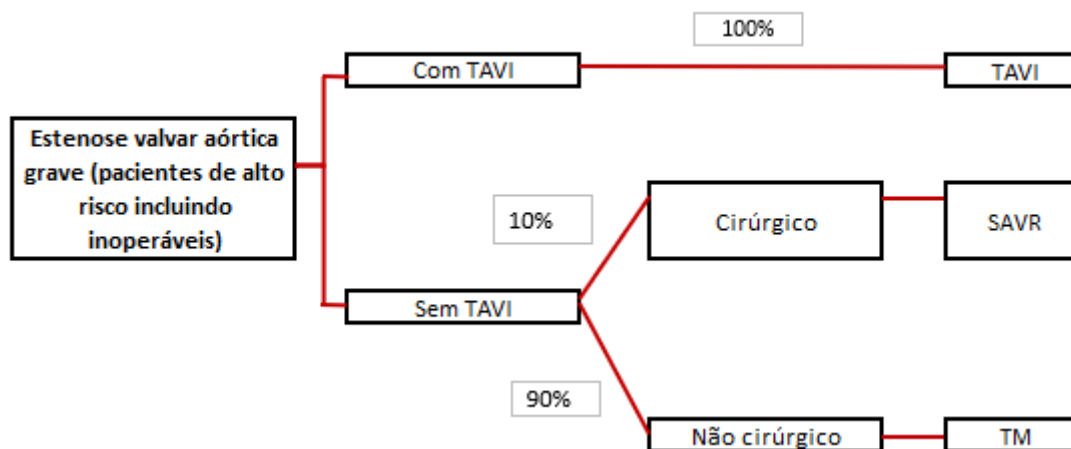 100%
Com TAVI
TAVI
Estenose valvar aórtica
grave (pacientes de alto
risco incluindo
inoperáveis)
10%
Cirúrgico
SAVR
Sem TAVI
90%
Não cirúrgico
TM